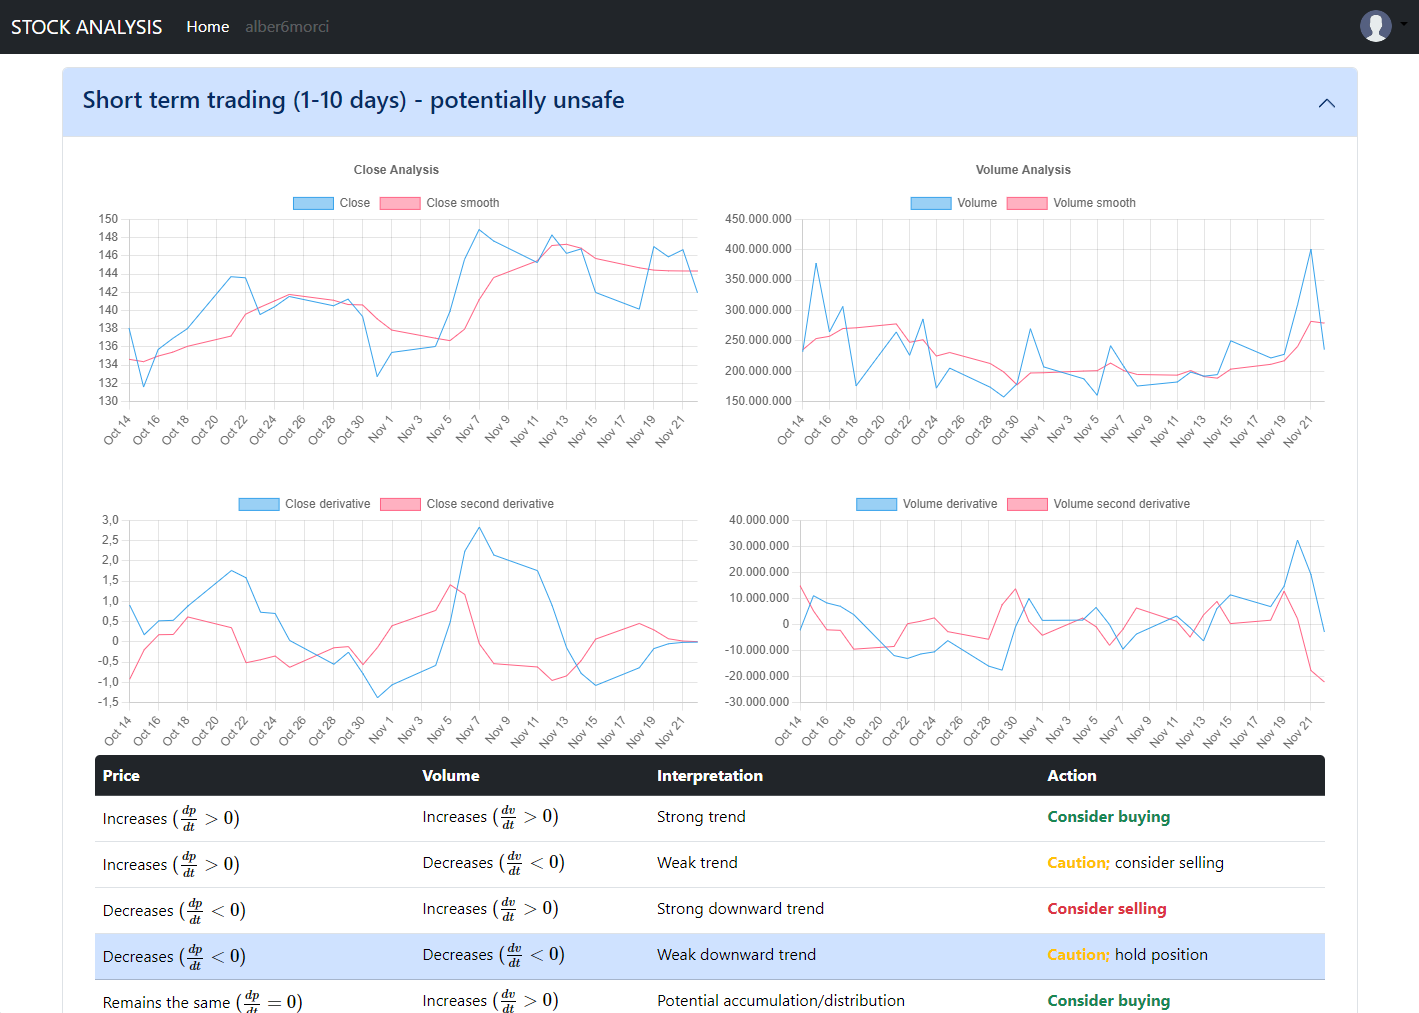 STOCK ANALYSIS Home alber6morci
Short term trading (1-10 days) - potentially unsafe
Close Analysis
Close Close smooth
150
148
146
144
142
140
138
136
134
132
130
Oct 14 Oct 16 Oct 18 Oct 20 Oct 22 Oct 24 Oct 26 Oct 28 Oct 30 Nov 1 Nov 3 Nov 5 Nov 7 Nov 9 Nov 11 Nov 13 Nov 15 Nov 17 Nov 19 Nov 21
Volume Analysis
Volume Volume smooth
450.000.000
400.000.000
350.000.000
300.000.000
250.000.000
200.000.000
150.000.000
Oct 14 Oct 16 Oct 18 Oct 20 Oct 22 Oct 24 Oct 26 Oct 28 Oct 30 Nov 1 Nov 3 Nov 5 Nov 7 Nov 9 Nov 11 Nov 13 Nov 15 Nov 17 Nov 19 Nov 21
Close derivative Close second derivative
3,0
2,5
2,0
1,5
1,0
0,5
0
-0,5
-1,0
-1,5
Oct 14 Oct 16 Oct 18 Oct 20 Oct 22 Oct 24 Oct 26 Oct 28 Oct 30 Nov 1 Nov 3 Nov 5 Nov 7 Nov 9 Nov 11 Nov 13 Nov 15 Nov 17 Nov 19 Nov 21
Volume derivative Volume second derivative
40.000.000
30.000.000
20.000.000
10.000.000
0
-10.000.000
-20.000.000
-30.000.000
Oct 14 Oct 16 Oct 18 Oct 20 Oct 22 Oct 24 Oct 26 Oct 28 Oct 30 Nov 1 Nov 3 Nov 5 Nov 7 Nov 9 Nov 11 Nov 13 Nov 15 Nov 17 Nov 19 Nov 21
Price Volume Interpretation Action
Increases (dp/dt > 0) Increases (dv/dt > 0) Strong trend Consider buying
Increases (dp/dt > 0) Decreases (dv/dt < 0) Weak trend Caution; consider selling
Decreases (dp/dt < 0) Increases (dv/dt > 0) Strong downward trend Consider selling
Decreases (dp/dt < 0) Decreases (dv/dt < 0) Weak downward trend Caution; hold position
Remains the same (dp/dt = 0) Increases (dv/dt > 0) Potential accumulation/distribution Consider buying